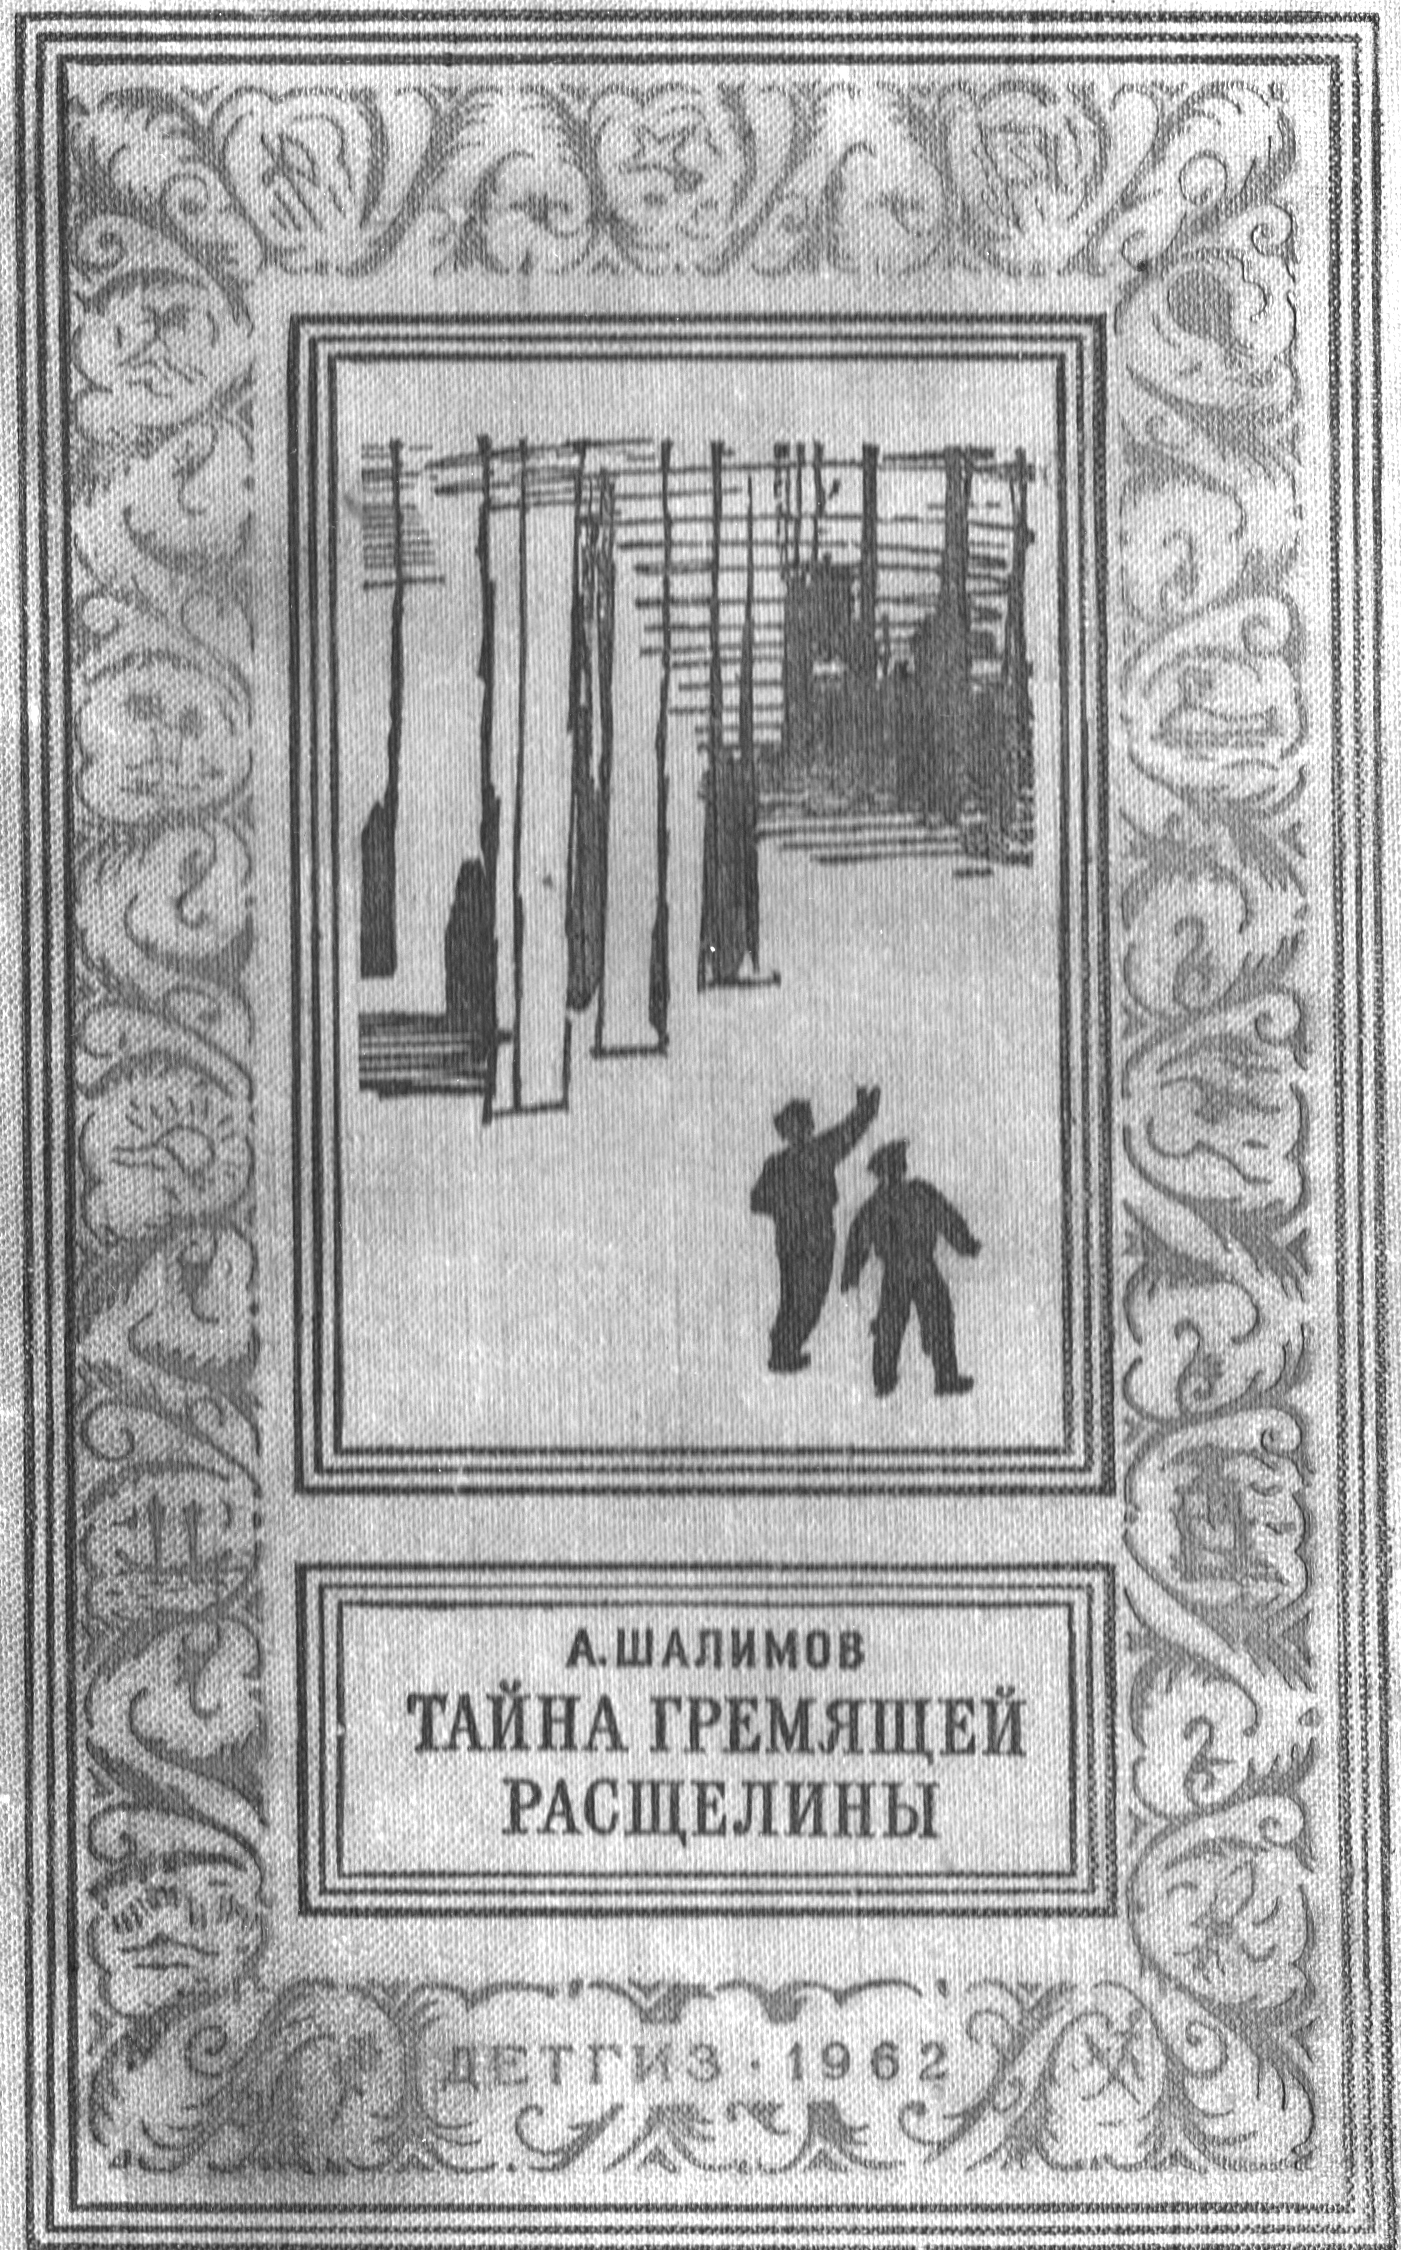 А. ШАЛИМОВ
ТАЙНА ГРЕМЯЩЕЙ
РАСЩЕЛИНЫ
ДЕТГИЗ · 1962